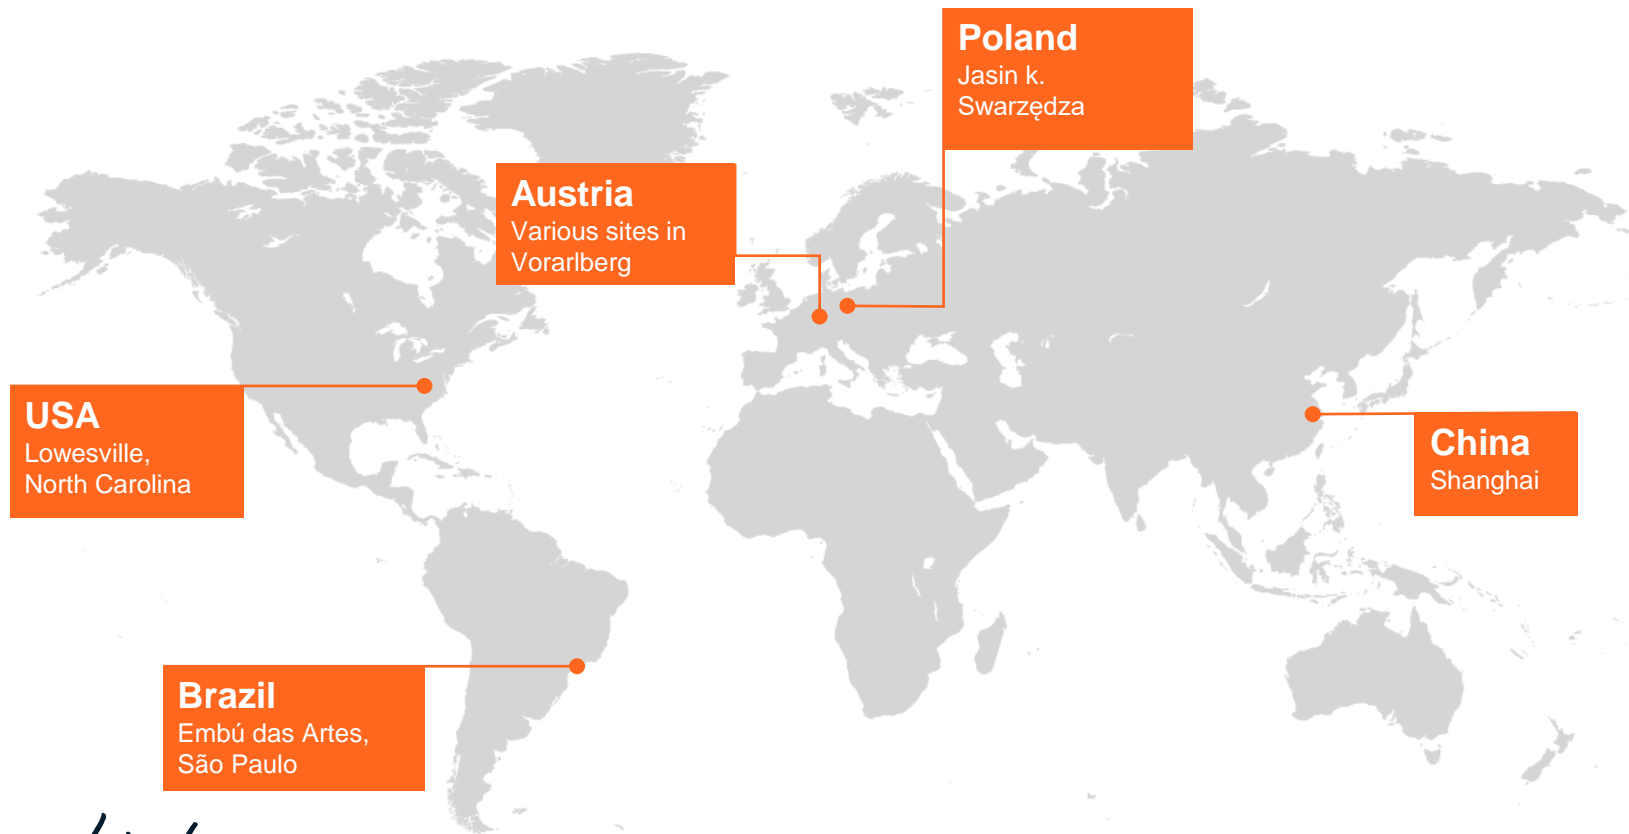 Poland
Jasin k.
Swarzędza
Austria
Various sites in
Vorarlberg
USA
Lowesville,
North Carolina
China
Shanghai
Brazil
Embú das Artes,
São Paulo